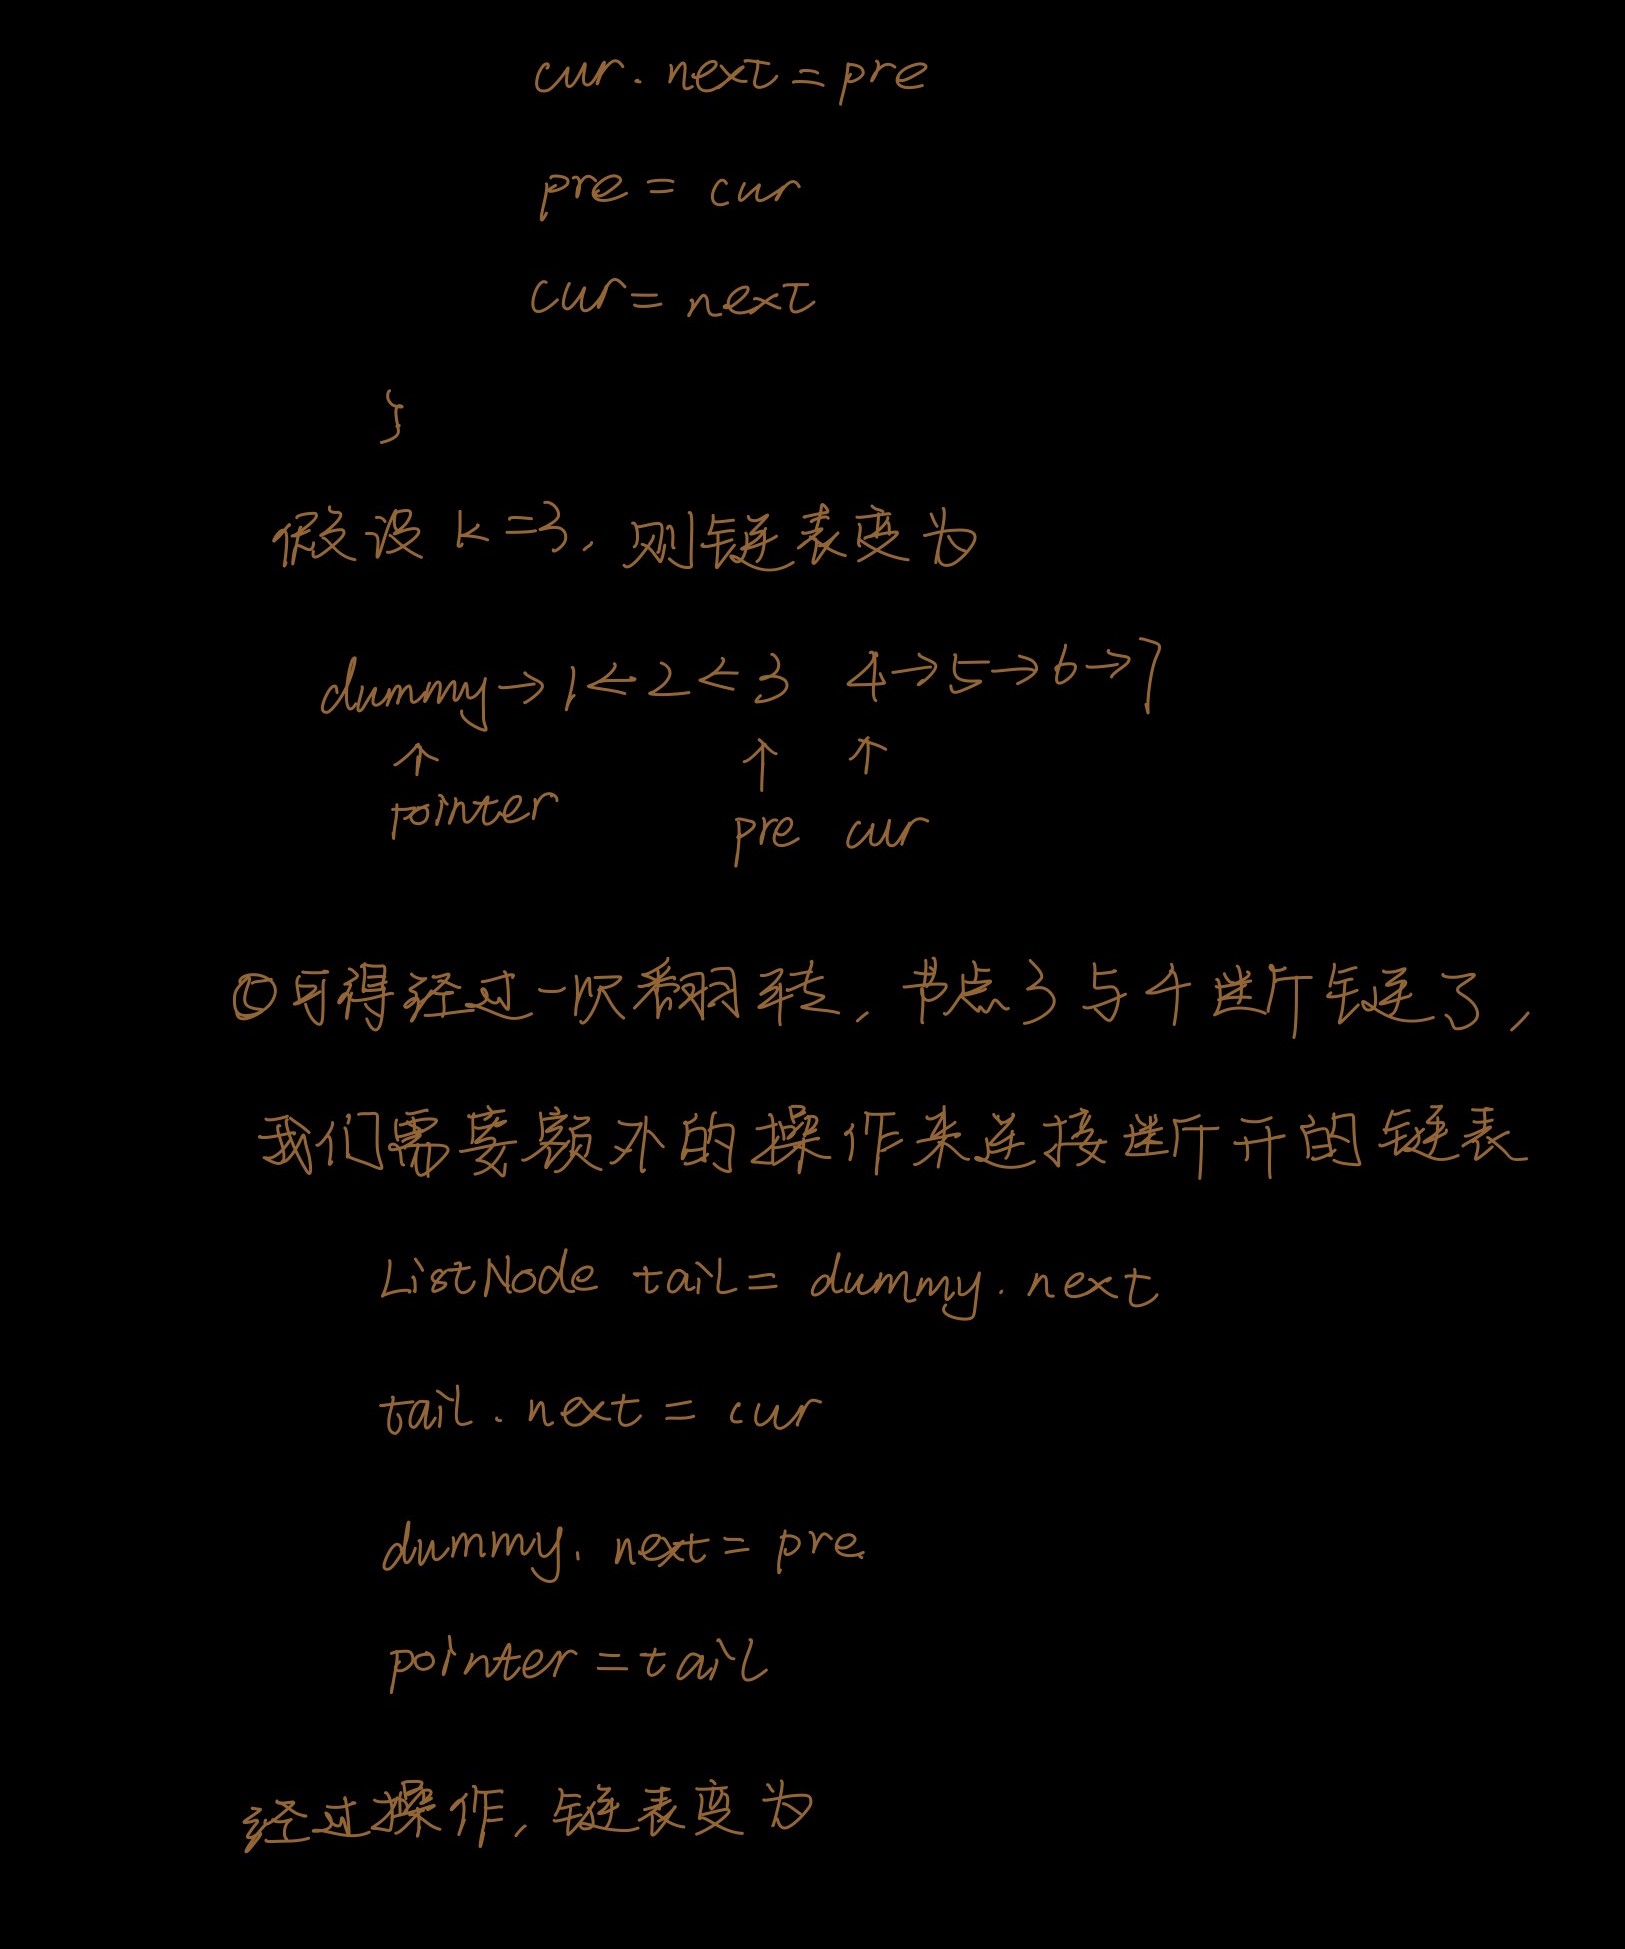 cur. next = pre
pre = cur
cur = next
}
假设 k=3, 则链表变为
dummy→1←2←3 4→5→6→7
↑ ↑ ↑
pointer pre cur
可得经过一次翻转, 节点3与4断链了,
我们需要额外的操作来连接断开的链表
ListNode tail = dummy. next
tail. next = cur
dummy. next = pre
pointer = tail
经过操作, 链表变为